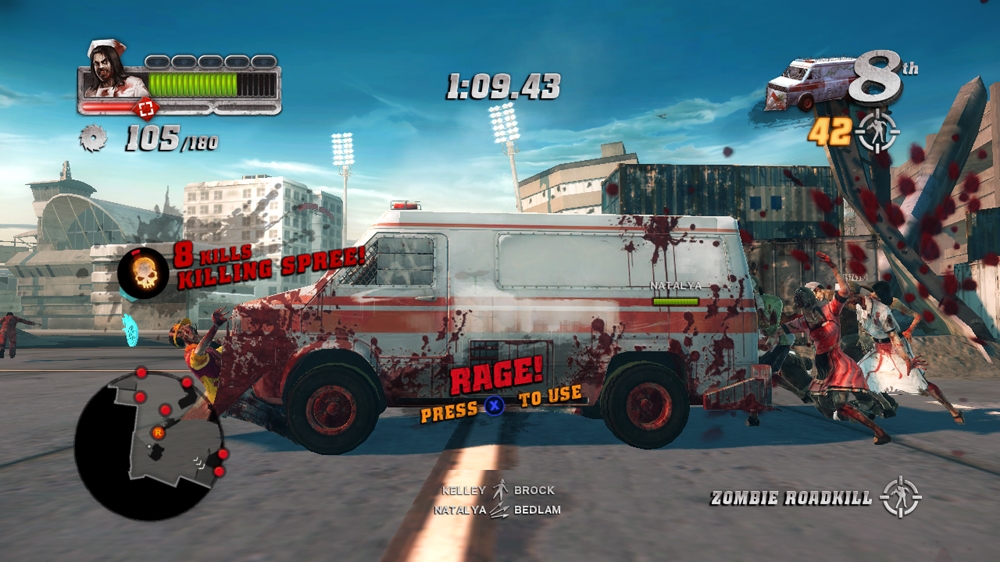 1:09.43
8th
42
105/180
8 KILLS
KILLING SPREE!
NATALYA
RAGE!
PRESS X TO USE
R
KELLEY BROCK
NATALYA BEDLAM
ZOMBIE ROADKILL